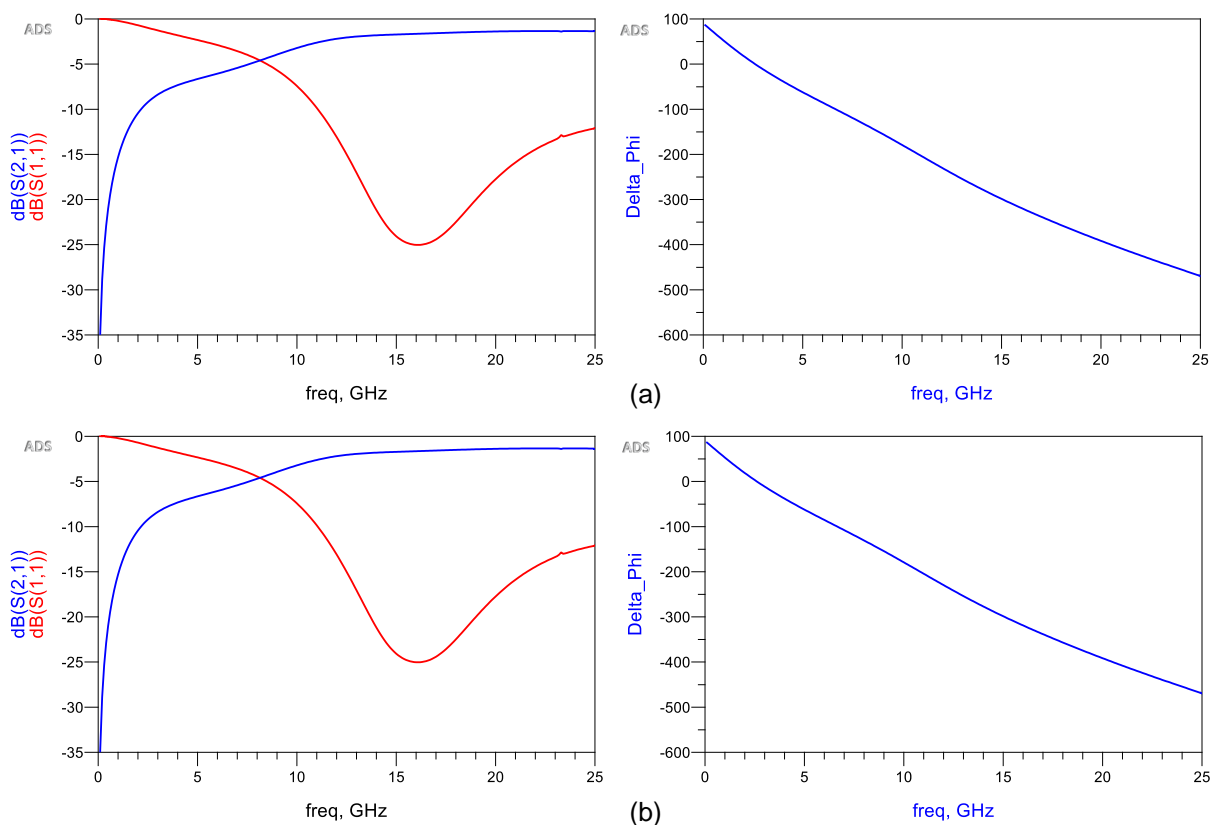 ADS
0
-5
-10
-15
-20
-25
-30
-35
dB(S(2,1))
dB(S(1,1))
0 5 10 15 20 25
freq, GHz
ADS
100
0
-100
-200
-300
-400
-500
-600
Delta_Phi
0 5 10 15 20 25
freq, GHz
(a)
ADS
0
-5
-10
-15
-20
-25
-30
-35
dB(S(2,1))
dB(S(1,1))
0 5 10 15 20 25
freq, GHz
ADS
100
0
-100
-200
-300
-400
-500
-600
Delta_Phi
0 5 10 15 20 25
freq, GHz
(b)